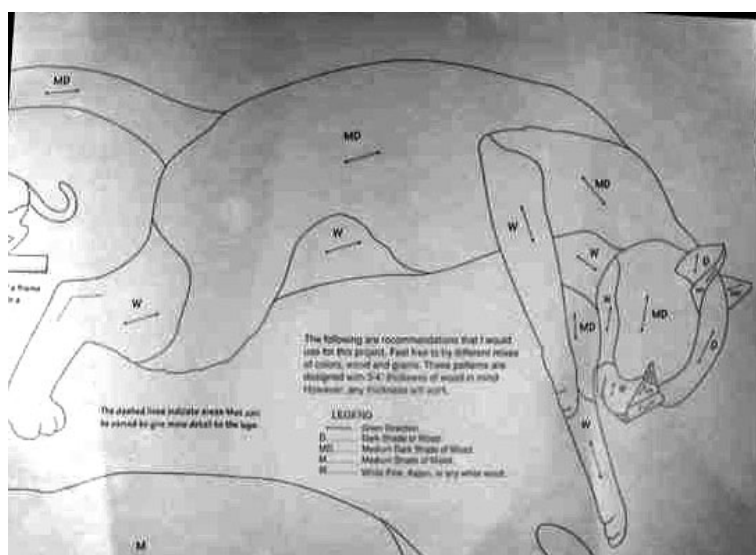 MD
MD
MD
W
W
W
W
D
MD
MD
D
W
W
The following are recommendations that I would
use for this project. Feel free to try different mixes
of colors, wood and grains. These patterns are
designed with 3/4" thickness of wood in mind
However, any thickness will work.
The dashed lines indicate areas that can
be carved to give more detail to the legs.
LEGEND
Grain Direction
D Dark Shade of Wood
MD Medium Dark Shade of Wood
M Medium Shade of Wood
W White Pine, Aspen, or any white wood.
a frame
M